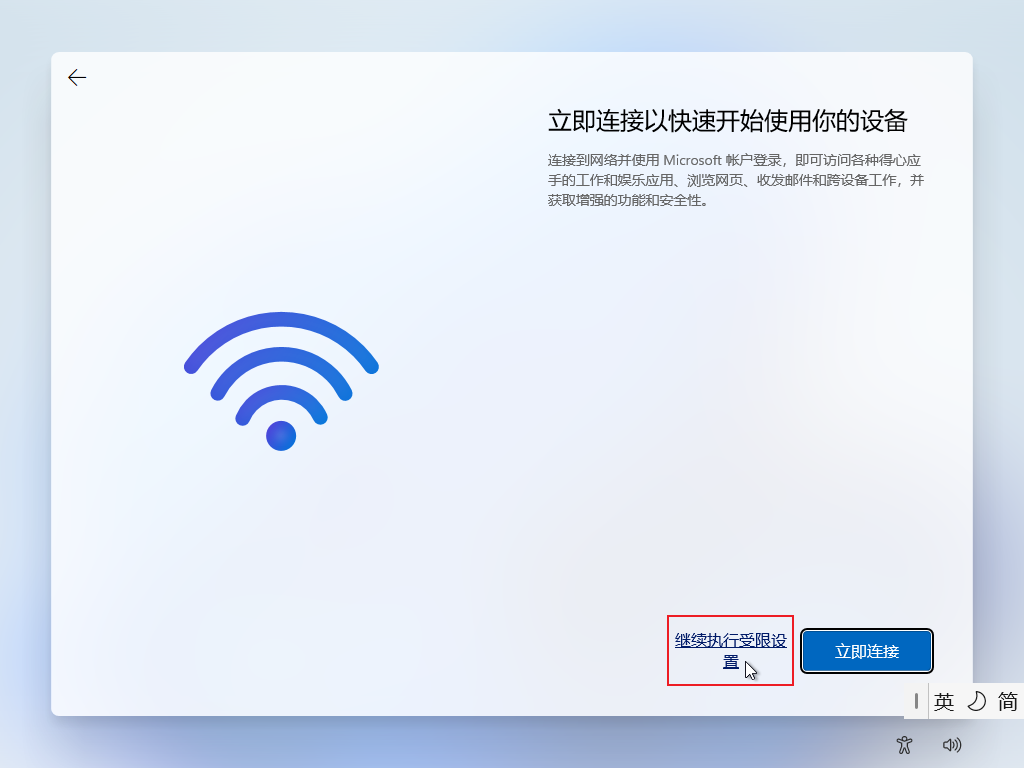 立即连接以快速开始使用你的设备
连接到网络并使用 Microsoft 帐户登录，即可访问各种得心应
手的工作和娱乐应用、浏览网页、收发邮件和跨设备工作，并
获取增强的功能和安全性。
继续执行受限设
置
立即连接
英
简